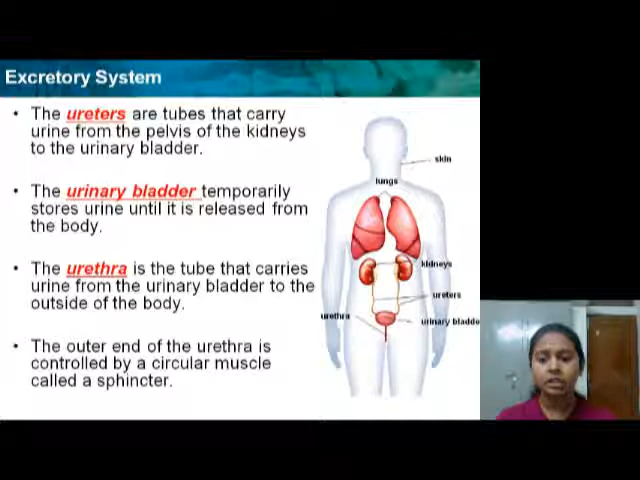 Excretory System
• The ureters are tubes that carry
urine from the pelvis of the kidneys
to the urinary bladder.
• The urinary bladder temporarily
stores urine until it is released from
the body.
• The urethra is the tube that carries
urine from the urinary bladder to the
outside of the body.
• The outer end of the urethra is
controlled by a circular muscle
called a sphincter.
skin
lungs
kidneys
ureters
urethra
urinary bladde